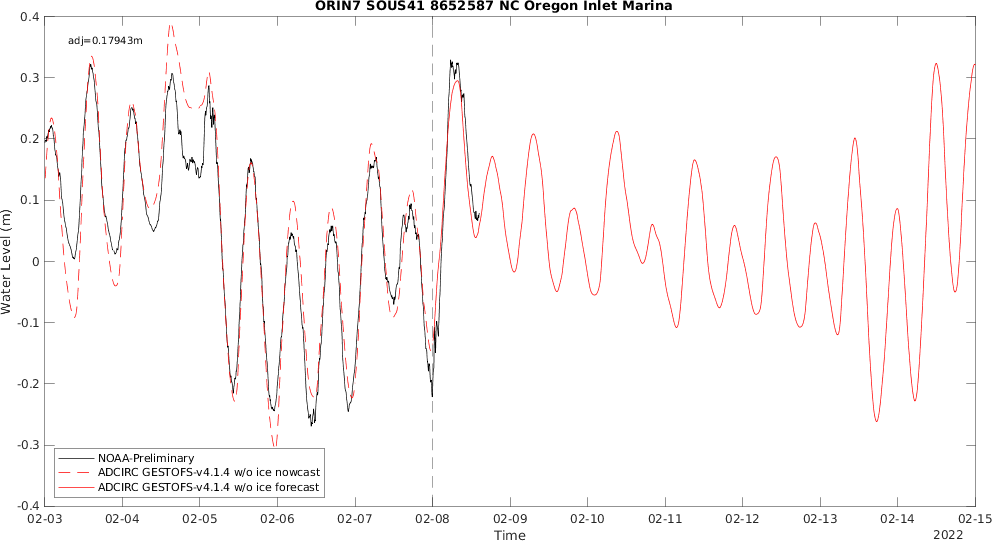 ORIN7 SOUS41 8652587 NC Oregon Inlet Marina
adj=0.17943m
0.4
0.3
0.2
0.1
0
-0.1
-0.2
-0.3
-0.4
Water Level (m)
NOAA-Preliminary
ADCIRC GESTOFS-v4.1.4 w/o ice nowcast
ADCIRC GESTOFS-v4.1.4 w/o ice forecast
02-03 02-04 02-05 02-06 02-07 02-08 02-09 02-10 02-11 02-12 02-13 02-14 02-15
Time
2022